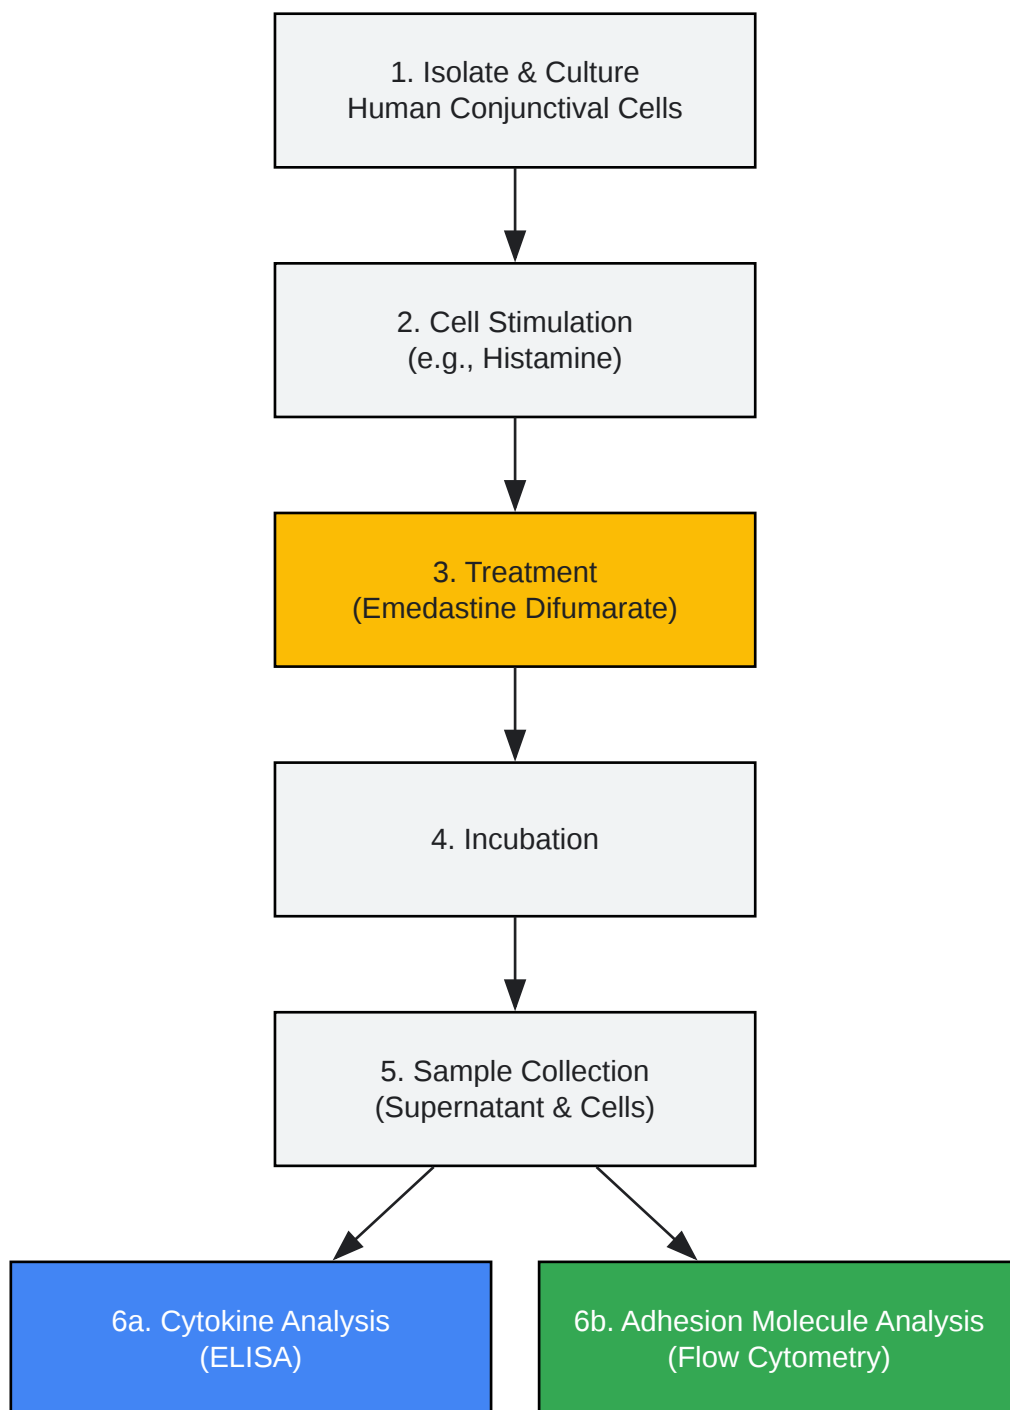 1. Isolate & Culture
Human Conjunctival Cells
2. Cell Stimulation
(e.g., Histamine)
3. Treatment
(Emedastine Difumarate)
4. Incubation
5. Sample Collection
(Supernatant & Cells)
6a. Cytokine Analysis
(ELISA)
6b. Adhesion Molecule Analysis
(Flow Cytometry)